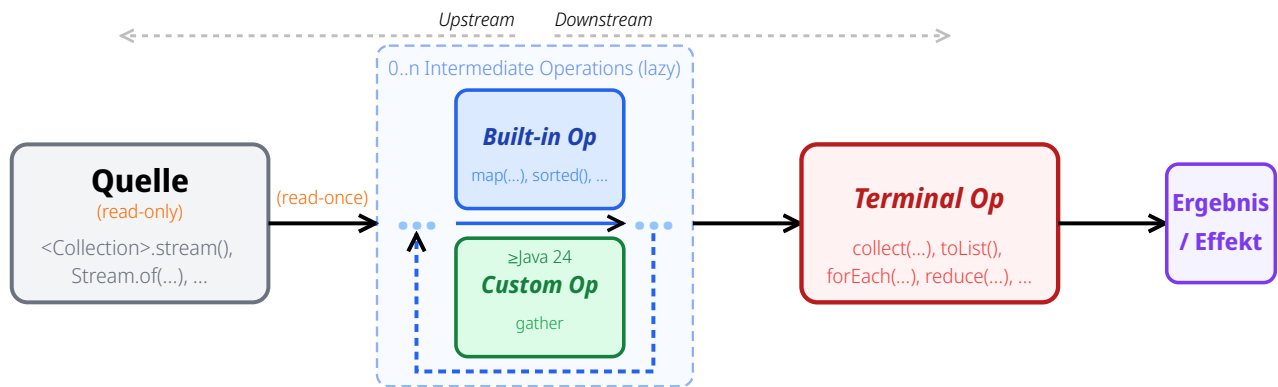 Upstream
Downstream
0..n Intermediate Operations (lazy)
Built-in Op
map(...), sorted(), ...
Quelle
(read-only)
<Collection>.stream(),
Stream.of(...), ...
(read-once)
≥Java 24
Custom Op
gather
Terminal Op
collect(...), toList(),
forEach(...), reduce(...), ...
Ergebnis
/ Effekt